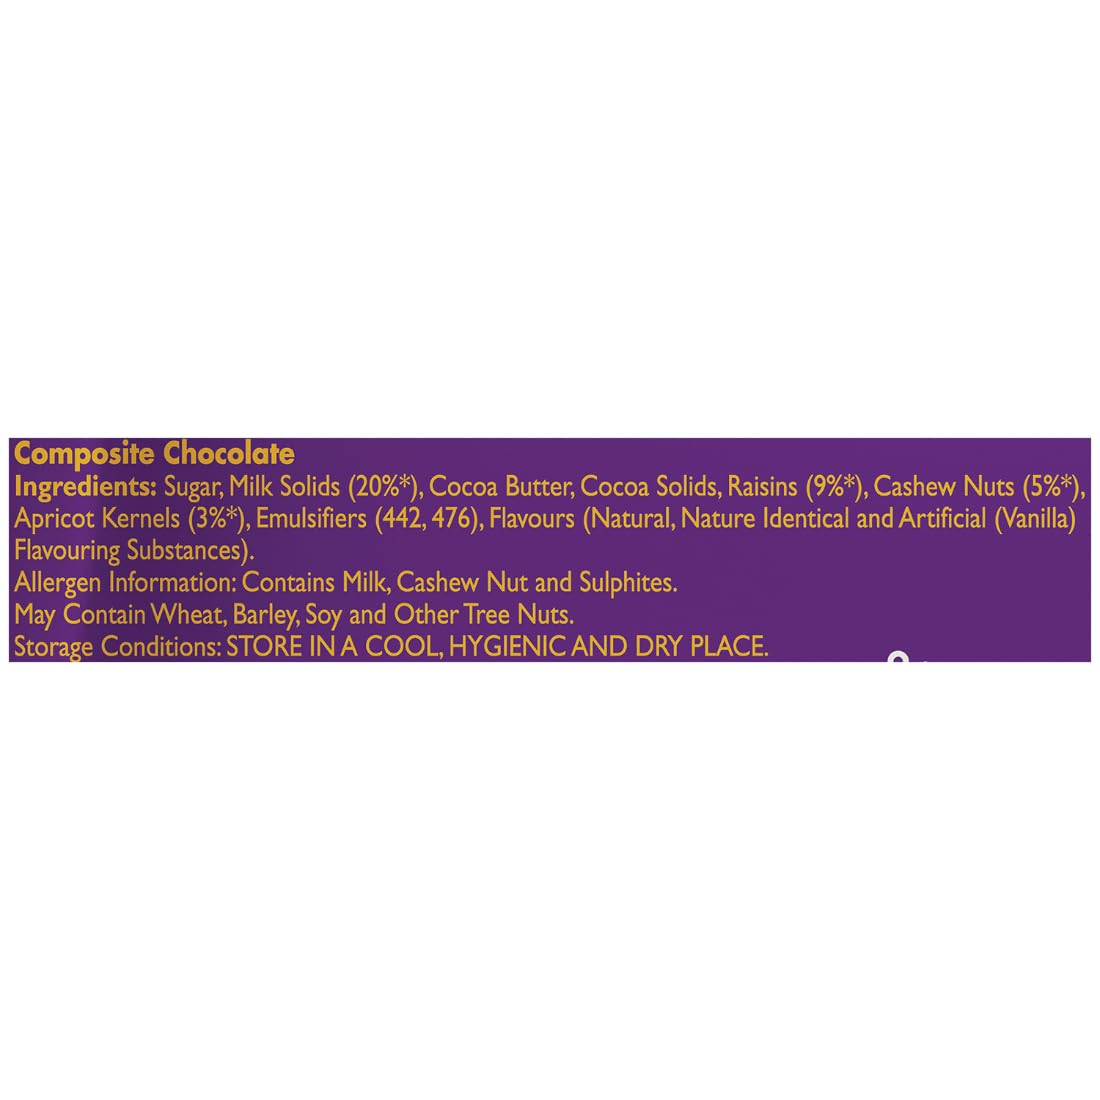 Composite Chocolate
Ingredients: Sugar, Milk Solids (20%*), Cocoa Butter, Cocoa Solids, Raisins (9%*), Cashew Nuts (5%*),
Apricot Kernels (3%*), Emulsifiers (442, 476), Flavours (Natural, Nature Identical and Artificial (Vanilla)
Flavouring Substances).
Allergen Information: Contains Milk, Cashew Nut and Sulphites.
May Contain Wheat, Barley, Soy and Other Tree Nuts.
Storage Conditions: STORE IN A COOL, HYGIENIC AND DRY PLACE.